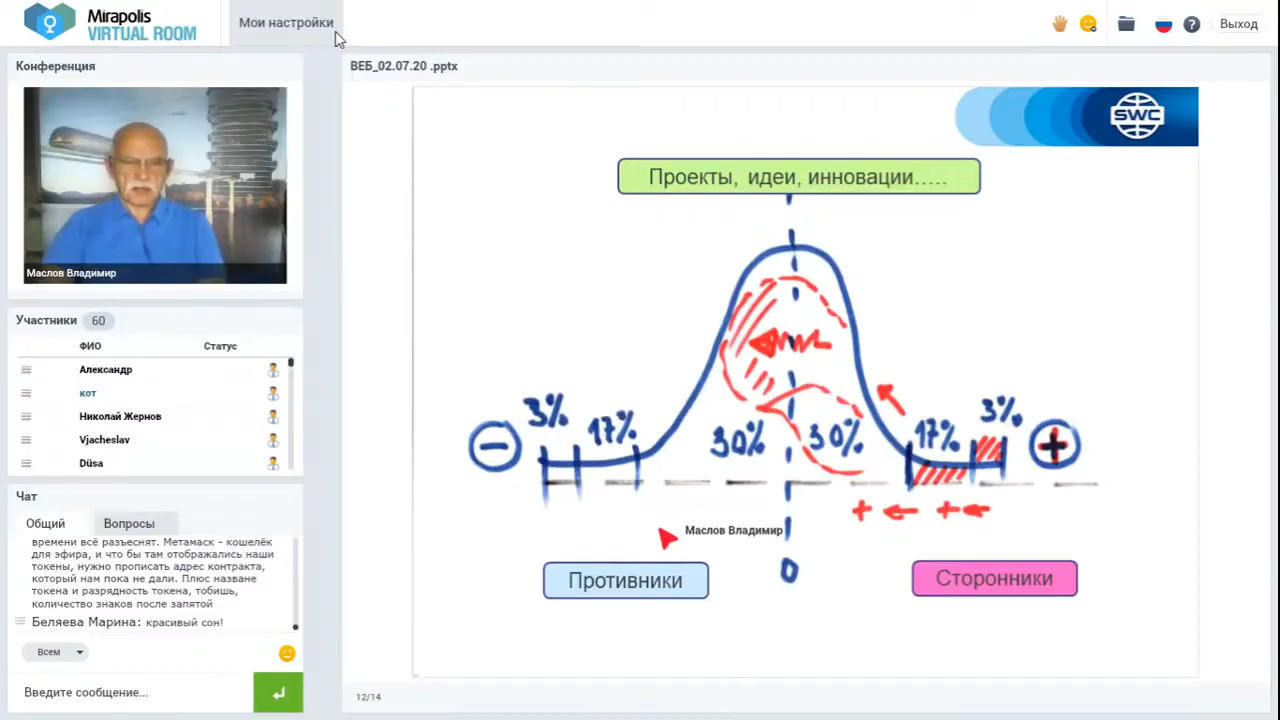 Mirapolis
VIRTUAL ROOM
Мои настройки
Выход
Конференция
Маслов Владимир
Участники 60
ФИО Статус
Александр
кот
Николай Жернов
Vjacheslav
Düsa
Чат
Общий Вопросы
времени всё разъеснят. Метамаск - кошелёк
для эфира, и что бы там отображались наши
токены, нужно прописать адрес контракта,
который нам пока не дали. Плюс назване
токена и разрядность токена, тобишь,
количество знаков после запятой
Беляева Марина: красивый сон!
Всем
Введите сообщение...
ВЕБ_02.07.20 .pptx
SWC
Проекты, идеи, инновации.....
3% 17% 30% 30% 17% 3%
− +
+ ← + ←
Маслов Владимир
0
Противники
Сторонники
12/14